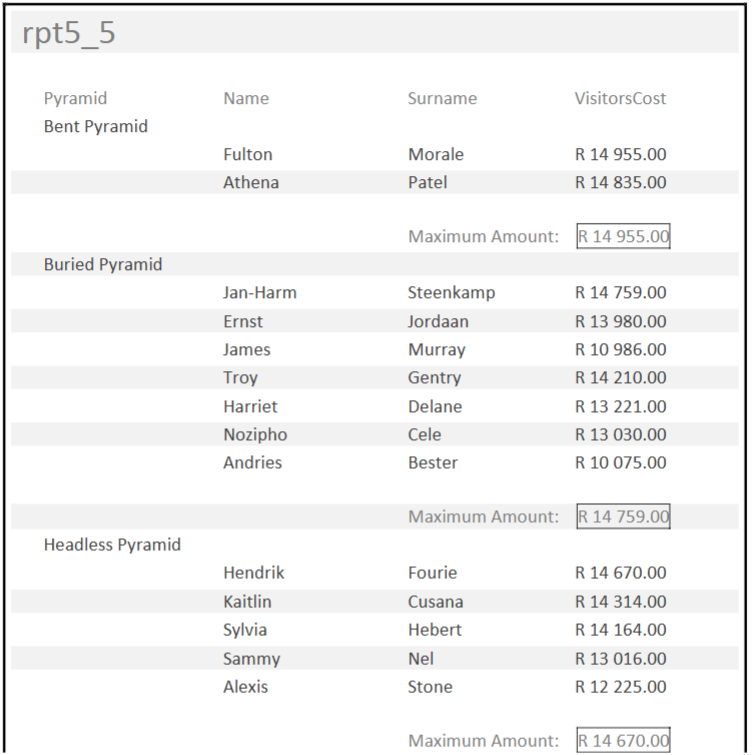 rpt5_5
Pyramid Name Surname VisitorsCost
Bent Pyramid
Fulton Morale R 14 955.00
Athena Patel R 14 835.00
Maximum Amount: R 14 955.00
Buried Pyramid
Jan-Harm Steenkamp R 14 759.00
Ernst Jordaan R 13 980.00
James Murray R 10 986.00
Troy Gentry R 14 210.00
Harriet Delane R 13 221.00
Nozipho Cele R 13 030.00
Andries Bester R 10 075.00
Maximum Amount: R 14 759.00
Headless Pyramid
Hendrik Fourie R 14 670.00
Kaitlin Cusana R 14 314.00
Sylvia Hebert R 14 164.00
Sammy Nel R 13 016.00
Alexis Stone R 12 225.00
Maximum Amount: R 14 670.00